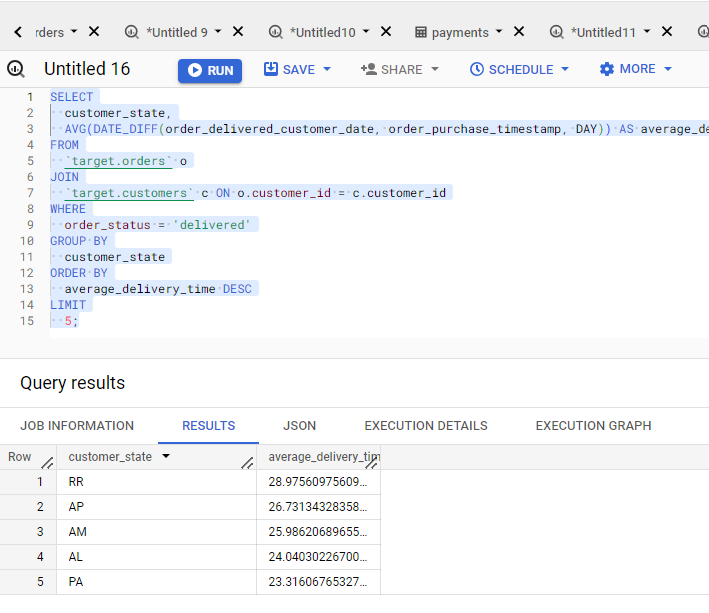 rders *Untitled 9 *Untitled10 payments *Untitled11
Untitled 16 RUN SAVE SHARE SCHEDULE MORE
1 SELECT
2 customer_state,
3 AVG(DATE_DIFF(order_delivered_customer_date, order_purchase_timestamp, DAY)) AS average_de
4 FROM
5 `target.orders` o
6 JOIN
7 `target.customers` c ON o.customer_id = c.customer_id
8 WHERE
9 order_status = 'delivered'
10 GROUP BY
11 customer_state
12 ORDER BY
13 average_delivery_time DESC
14 LIMIT
15 5;
Query results
JOB INFORMATION RESULTS JSON EXECUTION DETAILS EXECUTION GRAPH
Row customer_state average_delivery_tim
1 RR 28.97560975609...
2 AP 26.73134328358...
3 AM 25.98620689655...
4 AL 24.04030226700...
5 PA 23.31606765327...